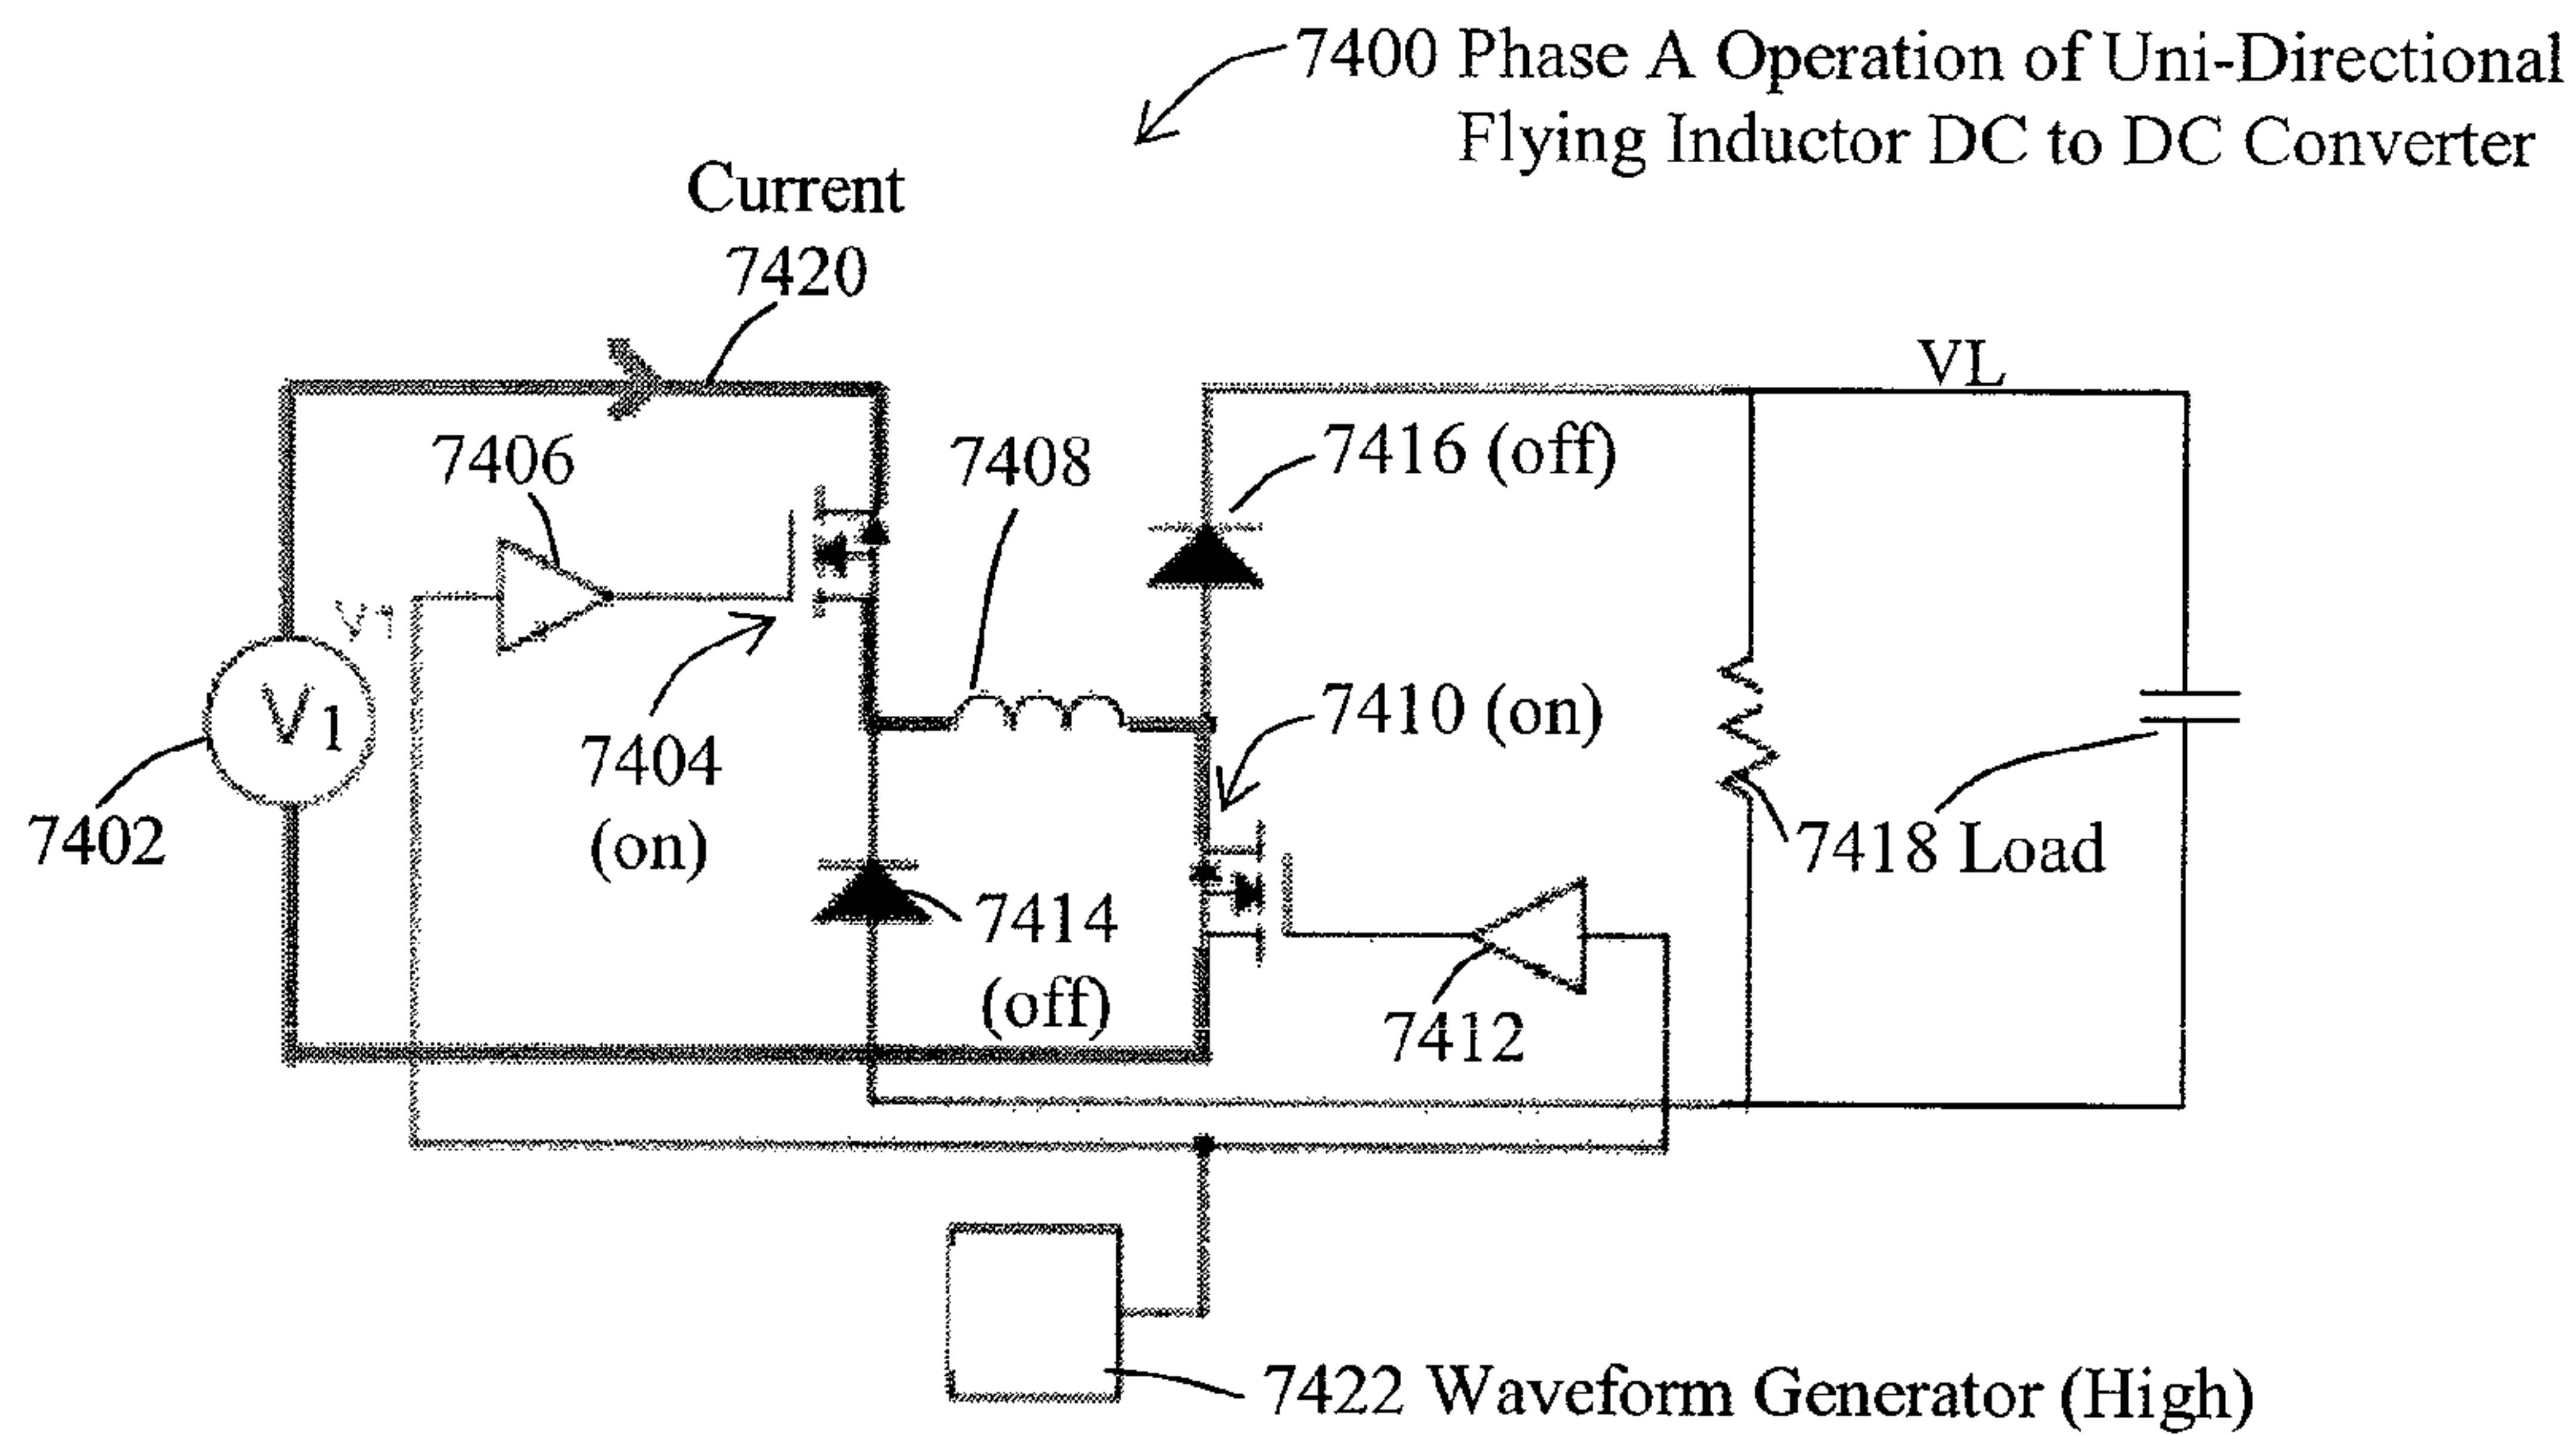 7400 Phase A Operation of Uni-Directional
Flying Inductor DC to DC Converter
Current
7420
VL
7406
7408
7416 (off)
V1
V1
7410 (on)
7404
(on)
7402
7418 Load
7414
(off)
7412
7422 Waveform Generator (High)